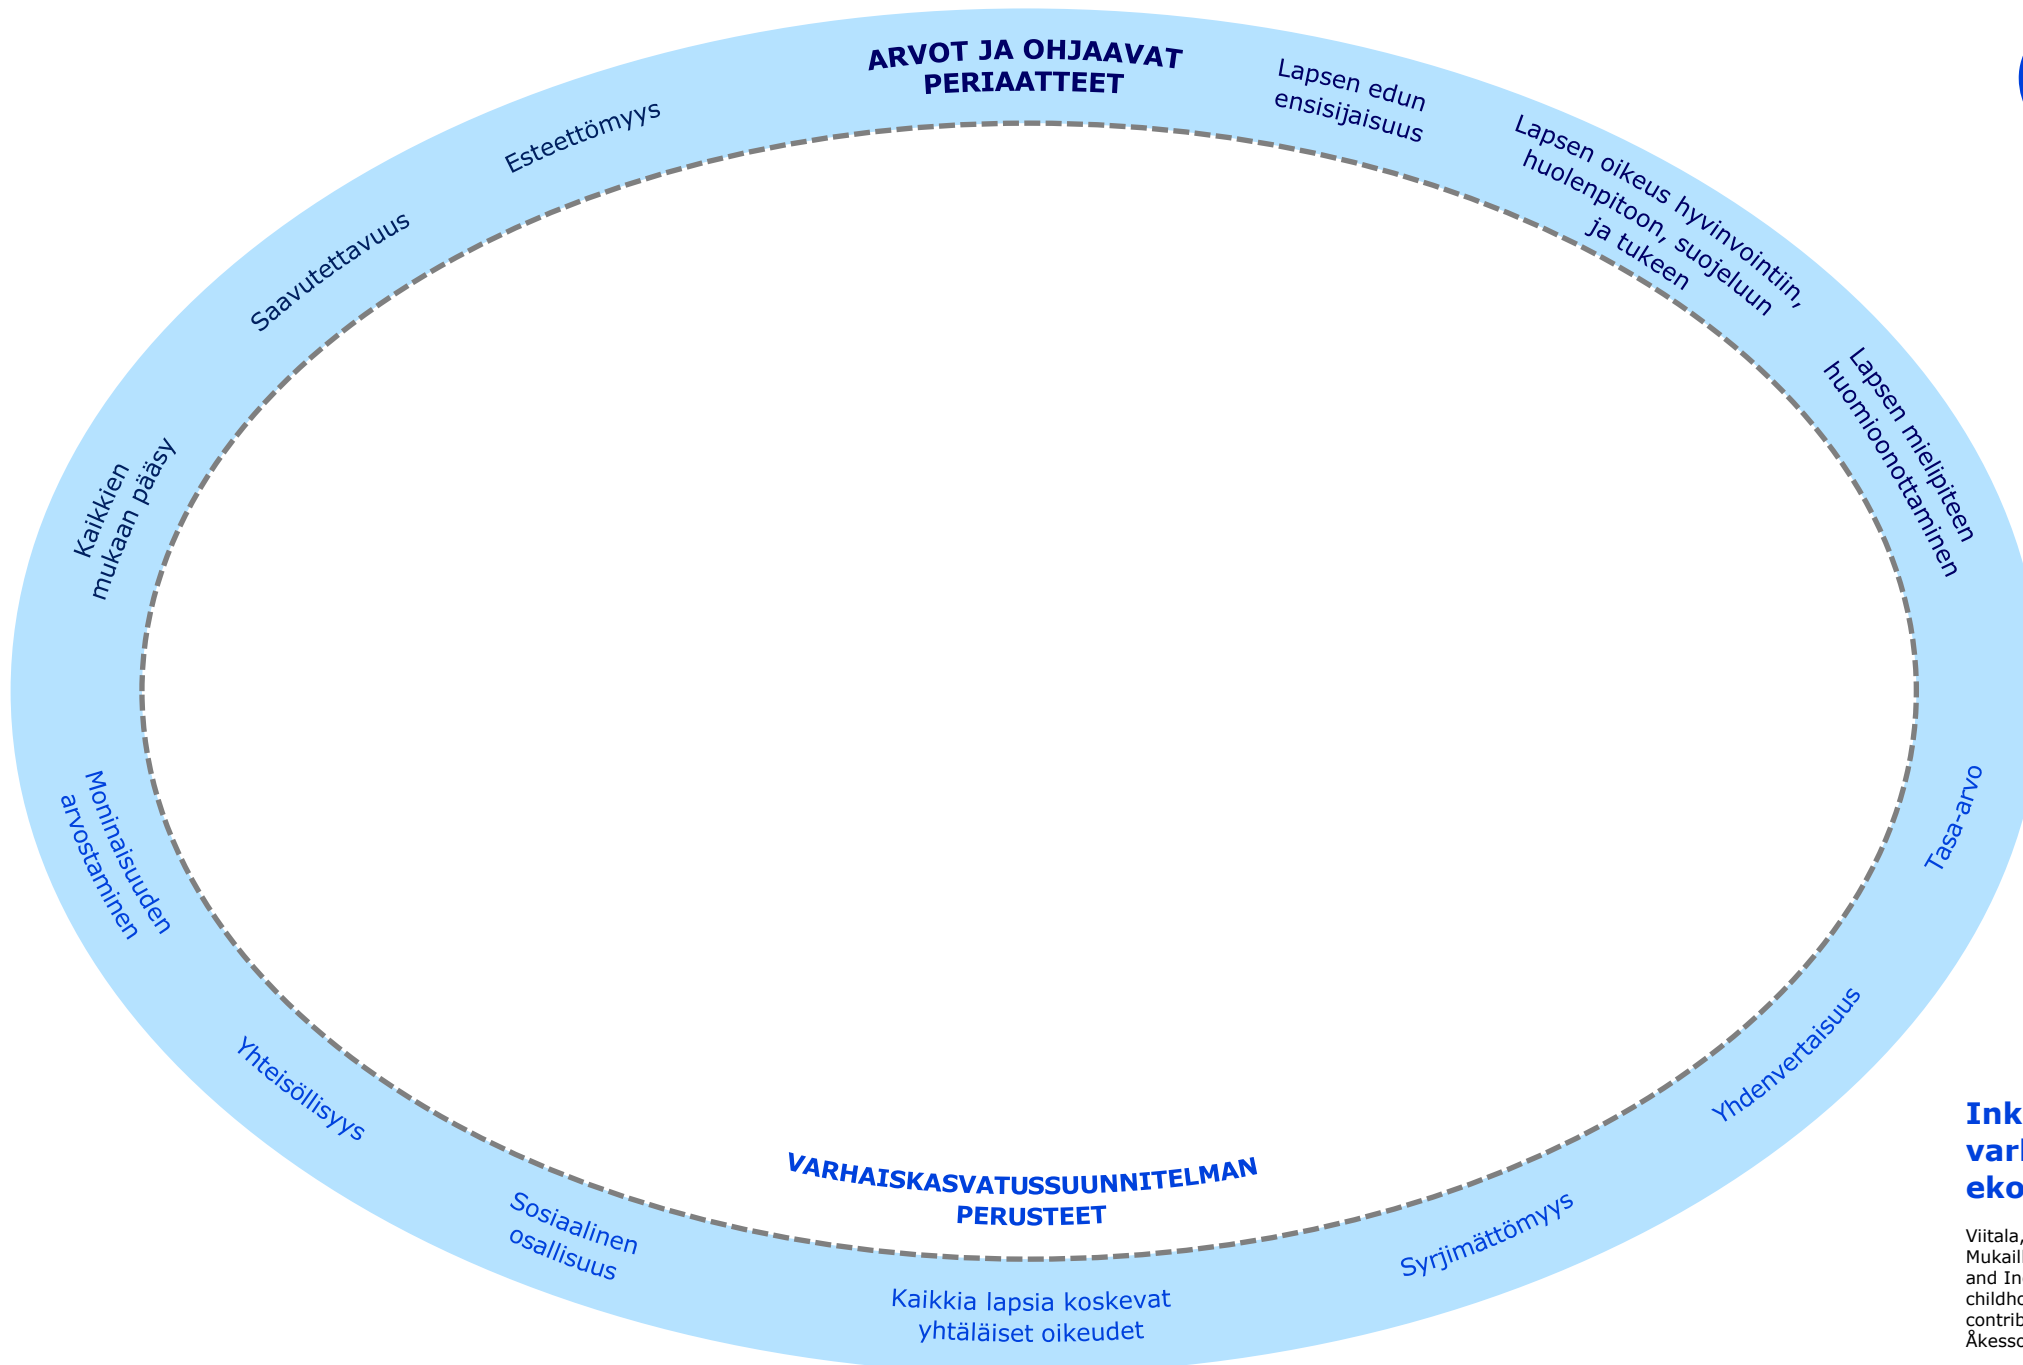 ARVOT JA OHJAAVAT
PERIAATTEET
Lapsen edun
ensisijaisuus
Lapsen oikeus hyvinvointiin,
huolenpitoon, suojeluun
ja tukeen
Lapsen mielipiteen
huomioonottaminen
Tasa-arvo
Yhdenvertaisuus
Syrjimättömyys
Kaikkia lapsia koskevat
yhtäläiset oikeudet
Sosiaalinen
osallisuus
Yhteisöllisyys
Moninaisuuden
arvostaminen
Kaikkien
mukaan pääsy
Saavutettavuus
Esteettömyys
VARHAISKASVATUSSUUNNITELMAN
PERUSTEET
Viitala,
and